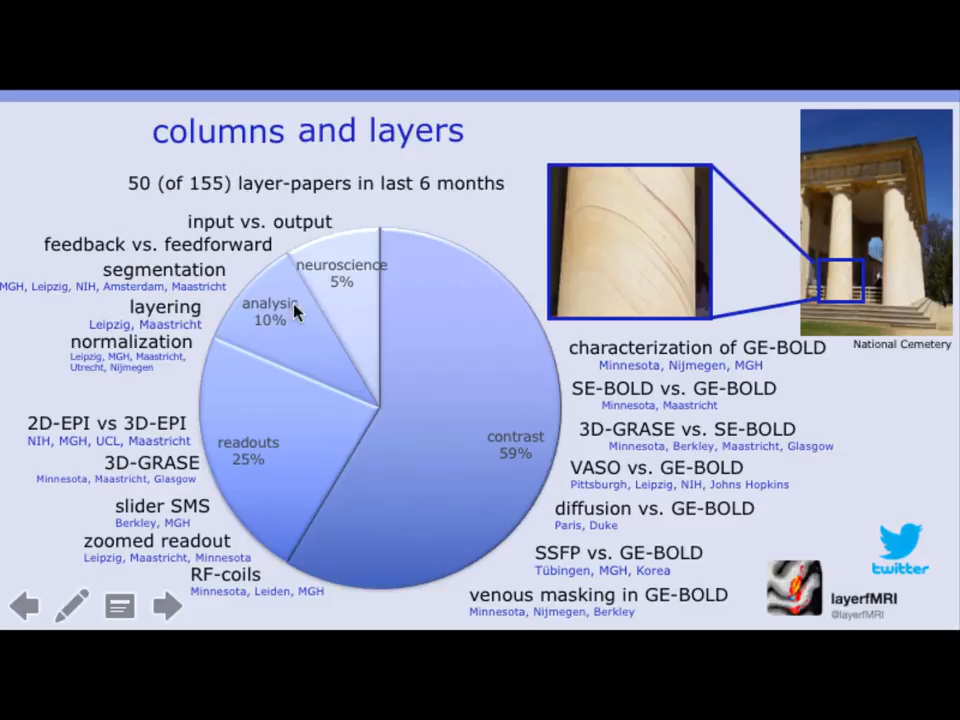 columns and layers
50 (of 155) layer-papers in last 6 months
input vs. output
feedback vs. feedforward
segmentation
MGH, Leipzig, NIH, Amsterdam, Maastricht
layering
Leipzig, Maastricht
normalization
Leipzig, MGH, Maastricht,
Utrecht, Nijmegen
2D-EPI vs 3D-EPI
NIH, MGH, UCL, Maastricht
3D-GRASE
Minnesota, Maastricht, Glasgow
slider SMS
Berkley, MGH
zoomed readout
Leipzig, Maastricht, Minnesota
RF-coils
Minnesota, Leiden, MGH
neuroscience
5%
analysis
10%
readouts
25%
contrast
59%
National Cemetery
characterization of GE-BOLD
Minnesota, Nijmegen, MGH
SE-BOLD vs. GE-BOLD
Minnesota, Maastricht
3D-GRASE vs. SE-BOLD
Minnesota, Berkley, Maastricht, Glasgow
VASO vs. GE-BOLD
Pittsburgh, Leipzig, NIH, Johns Hopkins
diffusion vs. GE-BOLD
Paris, Duke
SSFP vs. GE-BOLD
Tübingen, MGH, Korea
venous masking in GE-BOLD
Minnesota, Nijmegen, Berkley
twitter
layerfMRI
@layerfMRI